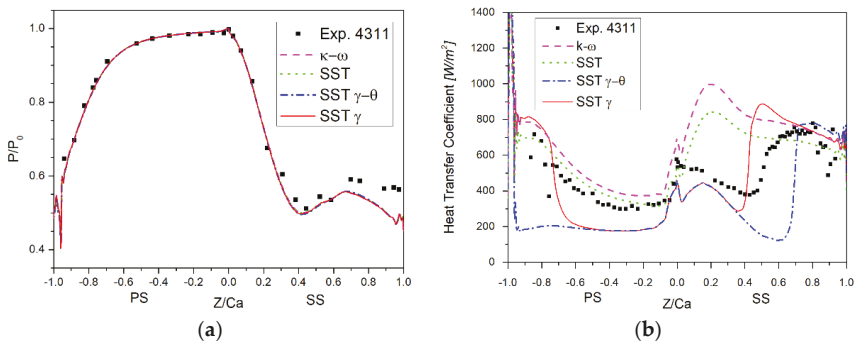 Exp. 4311
κ–ω
SST
SST γ–θ
SST γ
P/P0
1.0
0.8
0.6
0.4
-1.0 -0.8 -0.6 -0.4 -0.2 0.0 0.2 0.4 0.6 0.8 1.0
PS Z/Ca SS
(a)
Exp. 4311
k-ω
SST
SST γ-θ
SST γ
Heat Transfer Coefficient [W/m²]
1400
1200
1000
800
600
400
200
0
-1.0 -0.8 -0.6 -0.4 -0.2 0.0 0.2 0.4 0.6 0.8 1.0
PS Z/Ca SS
(b)